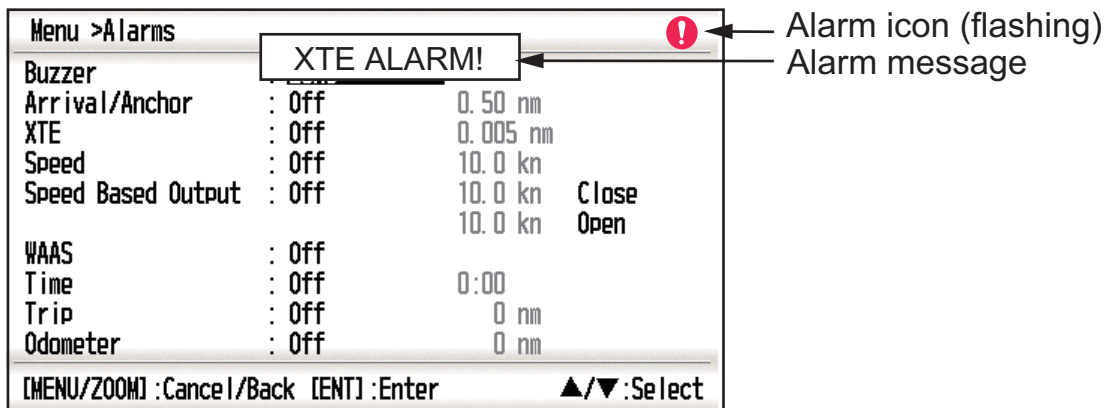 Menu >Alarms
Alarm icon (flashing)
XTE ALARM!
Alarm message
Buzzer :
Arrival/Anchor : Off 0.50 nm
XTE : Off 0.005 nm
Speed : Off 10.0 kn
Speed Based Output : Off 10.0 kn Close
10.0 kn Open
WAAS : Off
Time : Off 0:00
Trip : Off 0 nm
Odometer : Off 0 nm
[MENU/ZOOM]:Cancel/Back [ENT]:Enter ▲/▼:Select